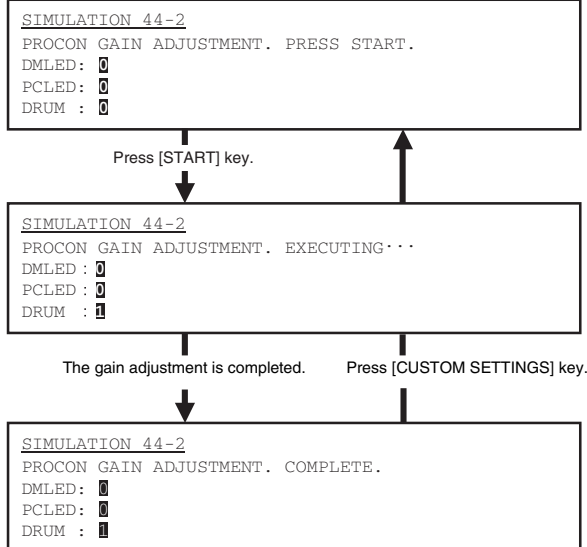 SIMULATION 44-2
PROCON GAIN ADJUSTMENT. PRESS START.
DMLED: 0
PCLED: 0
DRUM : 0
Press [START] key.
SIMULATION 44-2
PROCON GAIN ADJUSTMENT. EXECUTING···
DMLED : 0
PCLED : 0
DRUM : 1
The gain adjustment is completed. Press [CUSTOM SETTINGS] key.
SIMULATION 44-2
PROCON GAIN ADJUSTMENT. COMPLETE.
DMLED: 0
PCLED: 0
DRUM : 1